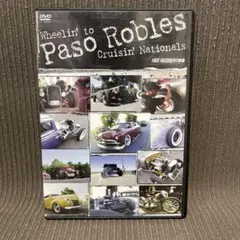 DVD
Wheelin' to
Paso Robles
Cruisin' Nationals